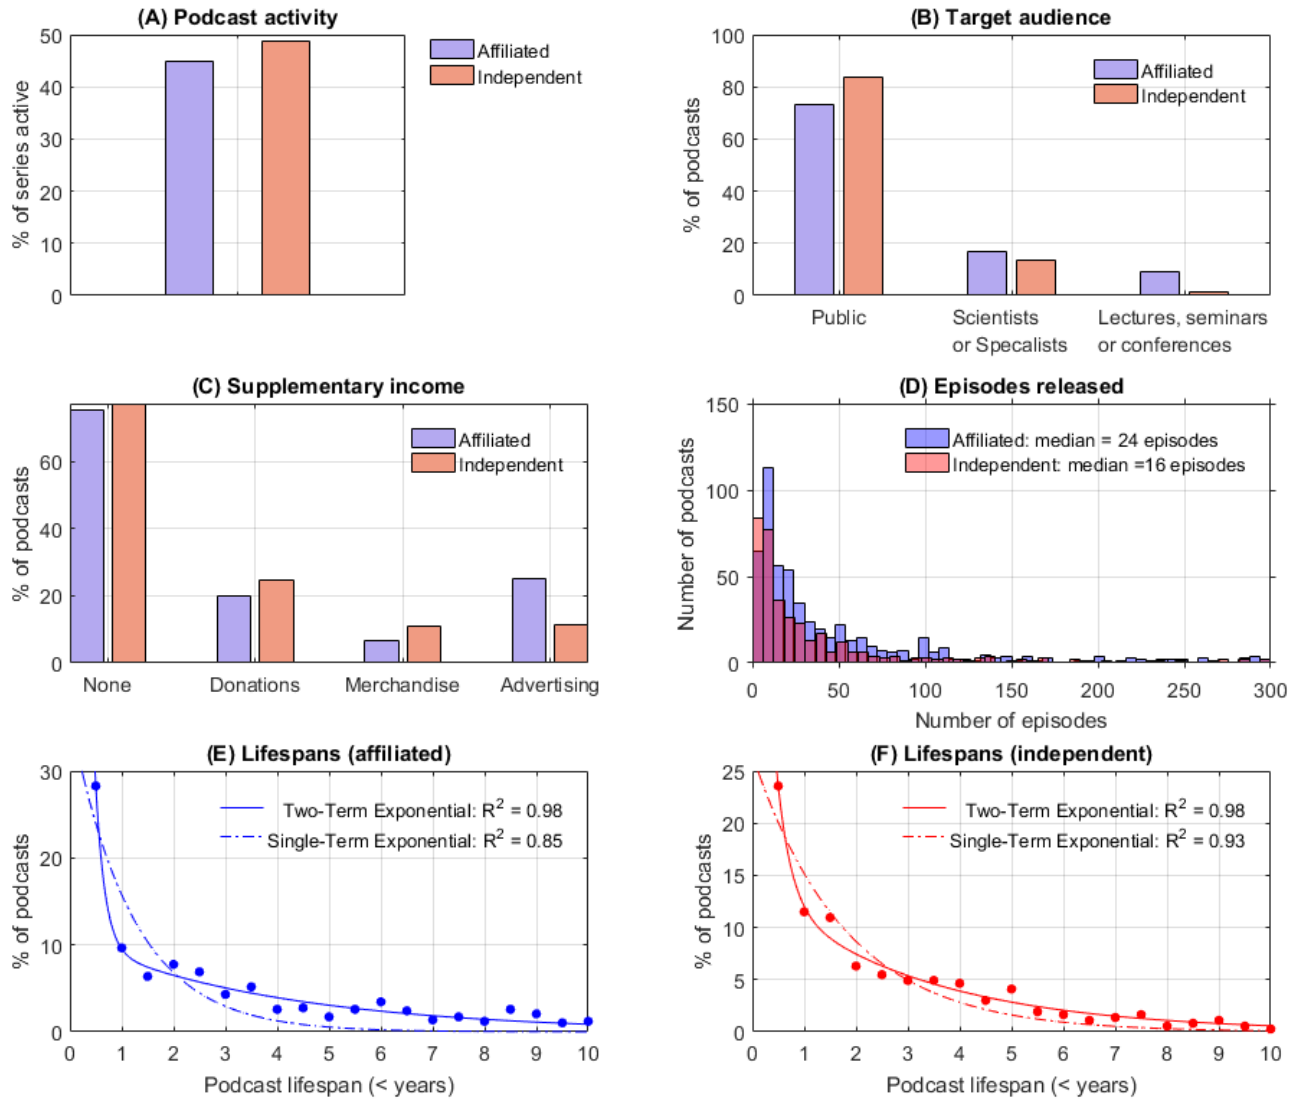 (A) Podcast activity
% of series active
50
40
30
20
10
0
Affiliated
Independent
(B) Target audience
% of podcasts
100
80
60
40
20
0
Affiliated
Independent
Public
Scientists
or Specalists
Lectures, seminars
or conferences
(C) Supplementary income
% of podcasts
60
40
20
0
Affiliated
Independent
None
Donations
Merchandise
Advertising
(D) Episodes released
Number of podcasts
150
100
50
0
Affiliated: median = 24 episodes
Independent: median =16 episodes
0 50 100 150 200 250 300
Number of episodes
(E) Lifespans (affiliated)
% of podcasts
30
20
10
0
Two-Term Exponential: R² = 0.98
Single-Term Exponential: R² = 0.85
0 1 2 3 4 5 6 7 8 9 10
Podcast lifespan (< years)
(F) Lifespans (independent)
% of podcasts
25
20
15
10
5
0
Two-Term Exponential: R² = 0.98
Single-Term Exponential: R² = 0.93
0 1 2 3 4 5 6 7 8 9 10
Podcast lifespan (< years)